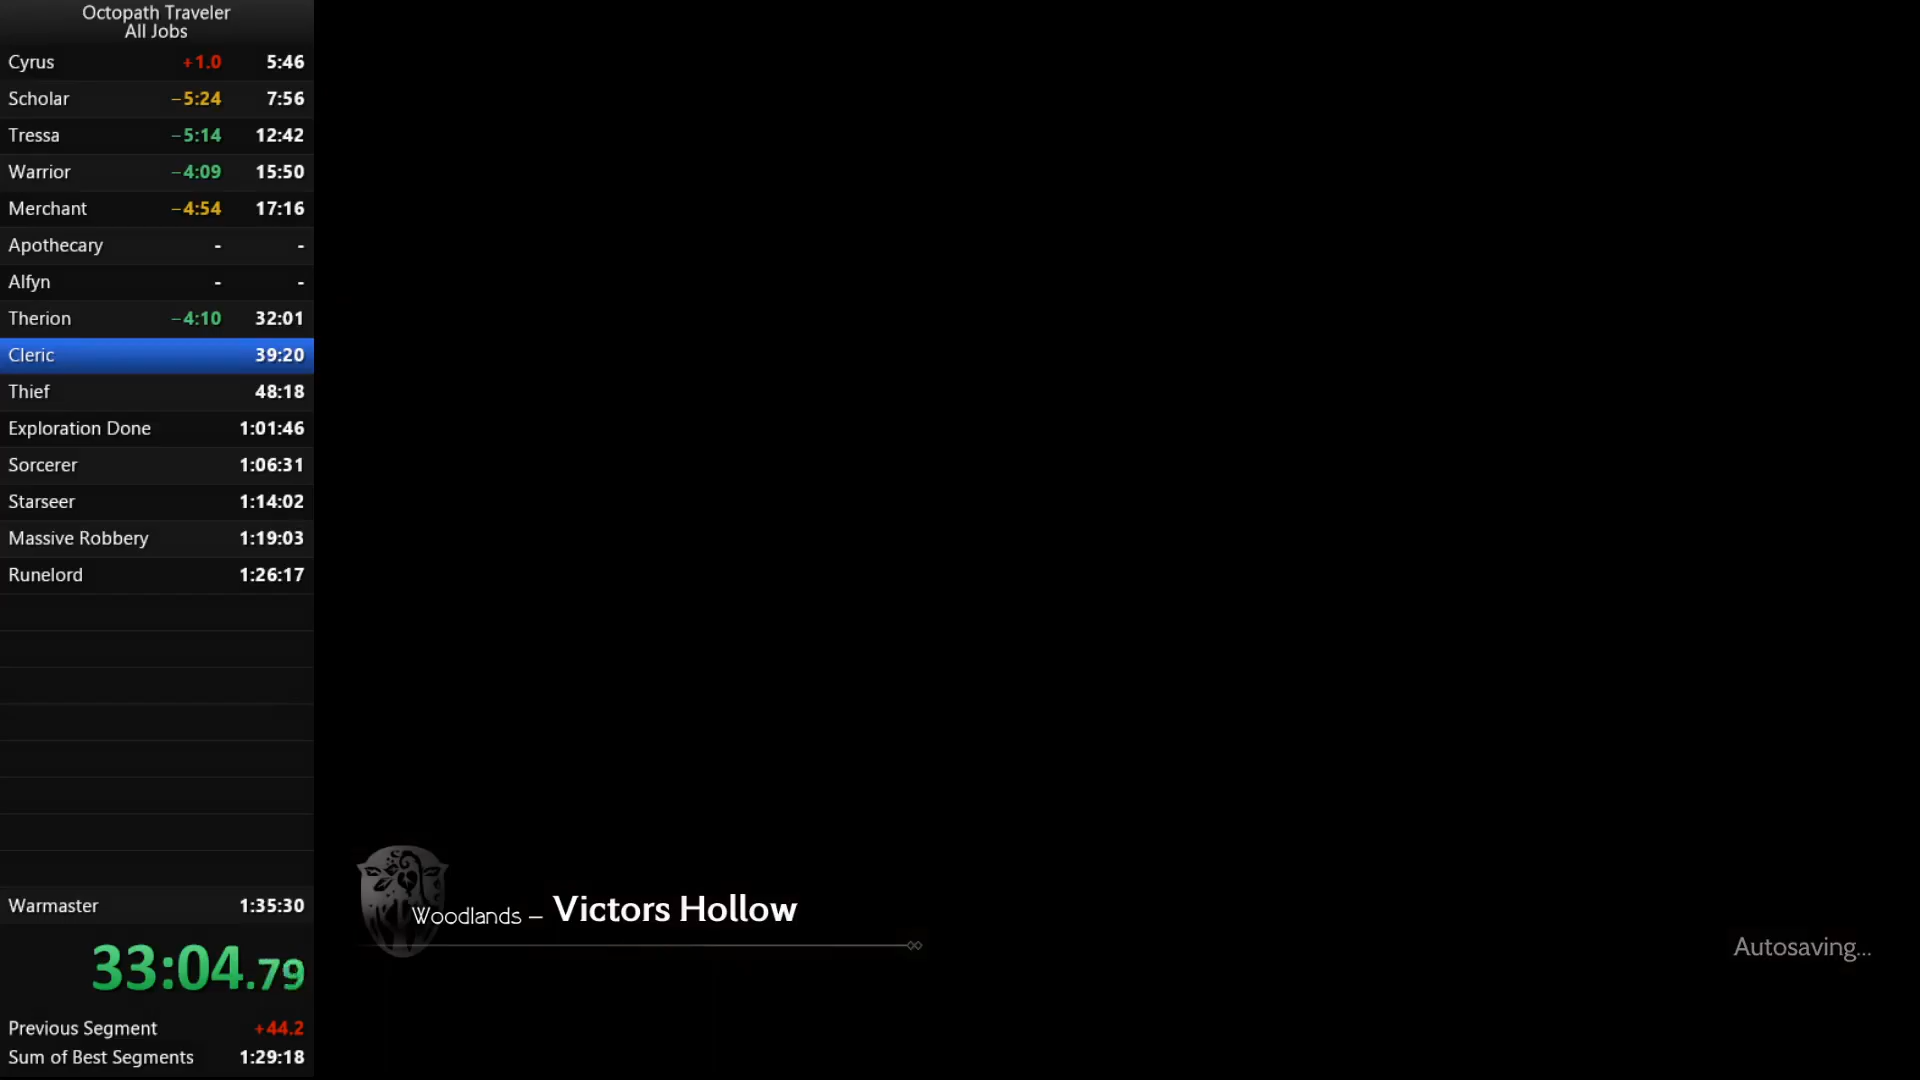 Octopath Traveler
All Jobs
Cyrus +1.0 5:46
Scholar −5:24 7:56
Tressa −5:14 12:42
Warrior −4:09 15:50
Merchant −4:54 17:16
Apothecary - -
Alfyn - -
Therion −4:10 32:01
Cleric 39:20
Thief 48:18
Exploration Done 1:01:46
Sorcerer 1:06:31
Starseer 1:14:02
Massive Robbery 1:19:03
Runelord 1:26:17
Warmaster 1:35:30
33:04.79
Previous Segment +44.2
Sum of Best Segments 1:29:18
Woodlands – Victors Hollow
Autosaving...